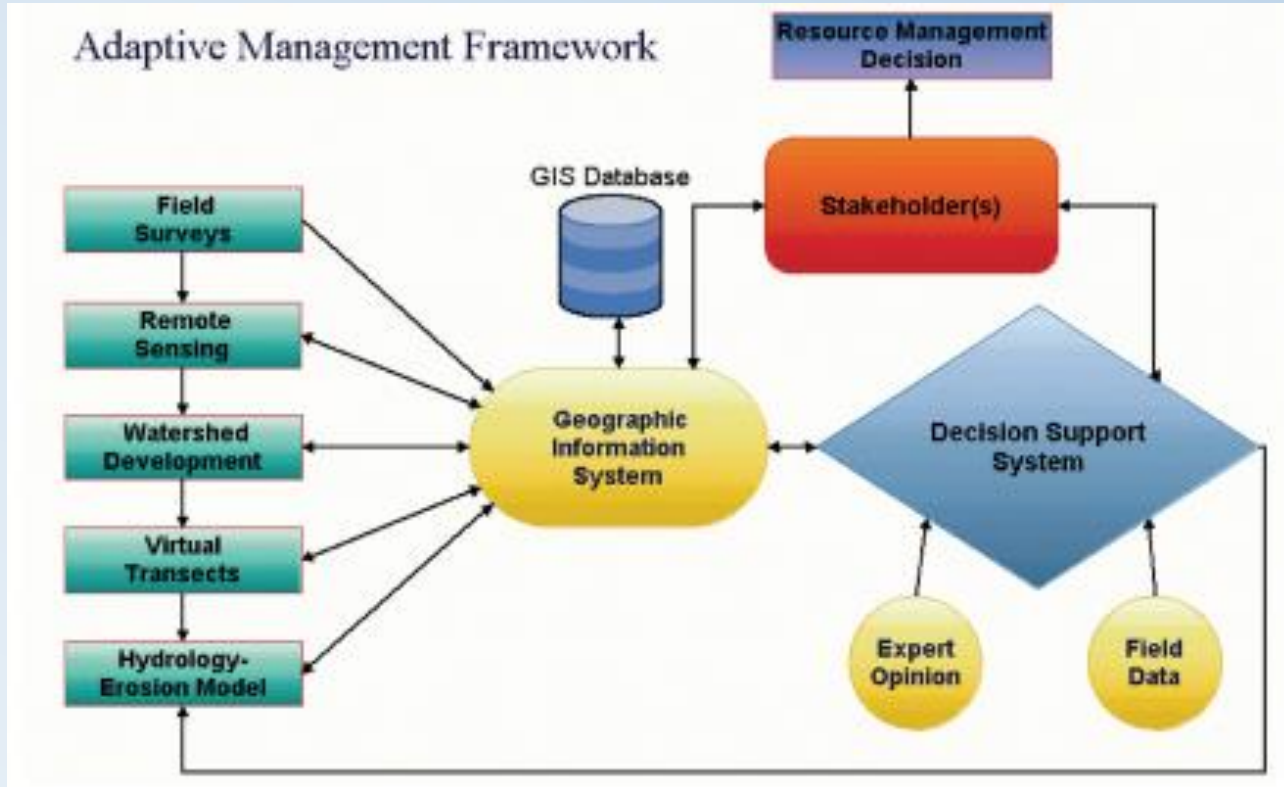 Adaptive Management Framework
Resource Management
Decision
GIS Database
Stakeholder(s)
Field
Surveys
Remote
Sensing
Watershed
Development
Virtual
Transects
Hydrology-
Erosion Model
Geographic
Information
System
Decision Support
System
Expert
Opinion
Field
Data